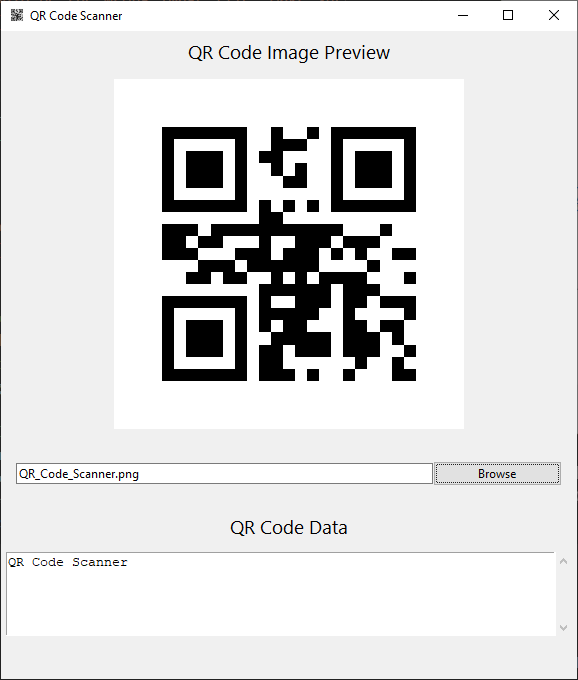 QR Code Scanner
QR Code Image Preview
QR_Code_Scanner.png
Browse
QR Code Data
QR Code Scanner